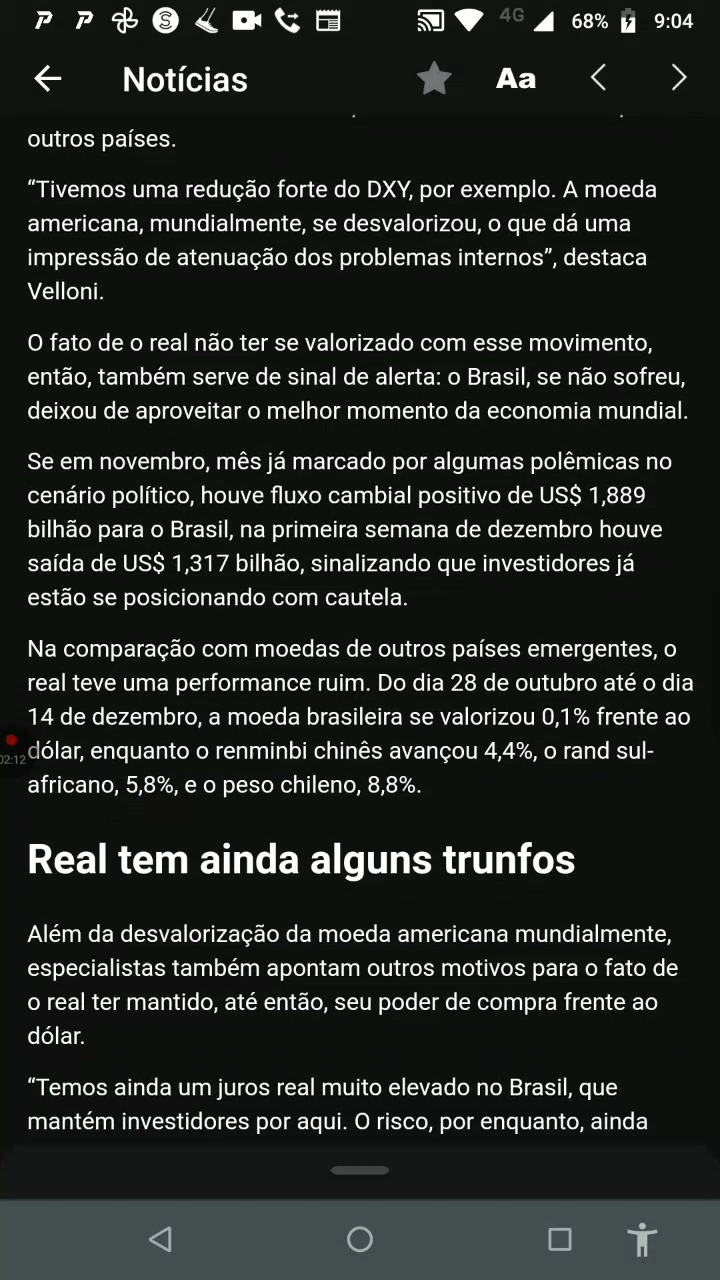 4G 68% 9:04
Notícias Aa
outros países.
“Tivemos uma redução forte do DXY, por exemplo. A moeda
americana, mundialmente, se desvalorizou, o que dá uma
impressão de atenuação dos problemas internos”, destaca
Velloni.
O fato de o real não ter se valorizado com esse movimento,
então, também serve de sinal de alerta: o Brasil, se não sofreu,
deixou de aproveitar o melhor momento da economia mundial.
Se em novembro, mês já marcado por algumas polêmicas no
cenário político, houve fluxo cambial positivo de US$ 1,889
bilhão para o Brasil, na primeira semana de dezembro houve
saída de US$ 1,317 bilhão, sinalizando que investidores já
estão se posicionando com cautela.
Na comparação com moedas de outros países emergentes, o
real teve uma performance ruim. Do dia 28 de outubro até o dia
14 de dezembro, a moeda brasileira se valorizou 0,1% frente ao
dólar, enquanto o renminbi chinês avançou 4,4%, o rand sul-
02:12
africano, 5,8%, e o peso chileno, 8,8%.
Real tem ainda alguns trunfos
Além da desvalorização da moeda americana mundialmente,
especialistas também apontam outros motivos para o fato de
o real ter mantido, até então, seu poder de compra frente ao
dólar.
“Temos ainda um juros real muito elevado no Brasil, que
mantém investidores por aqui. O risco, por enquanto, ainda